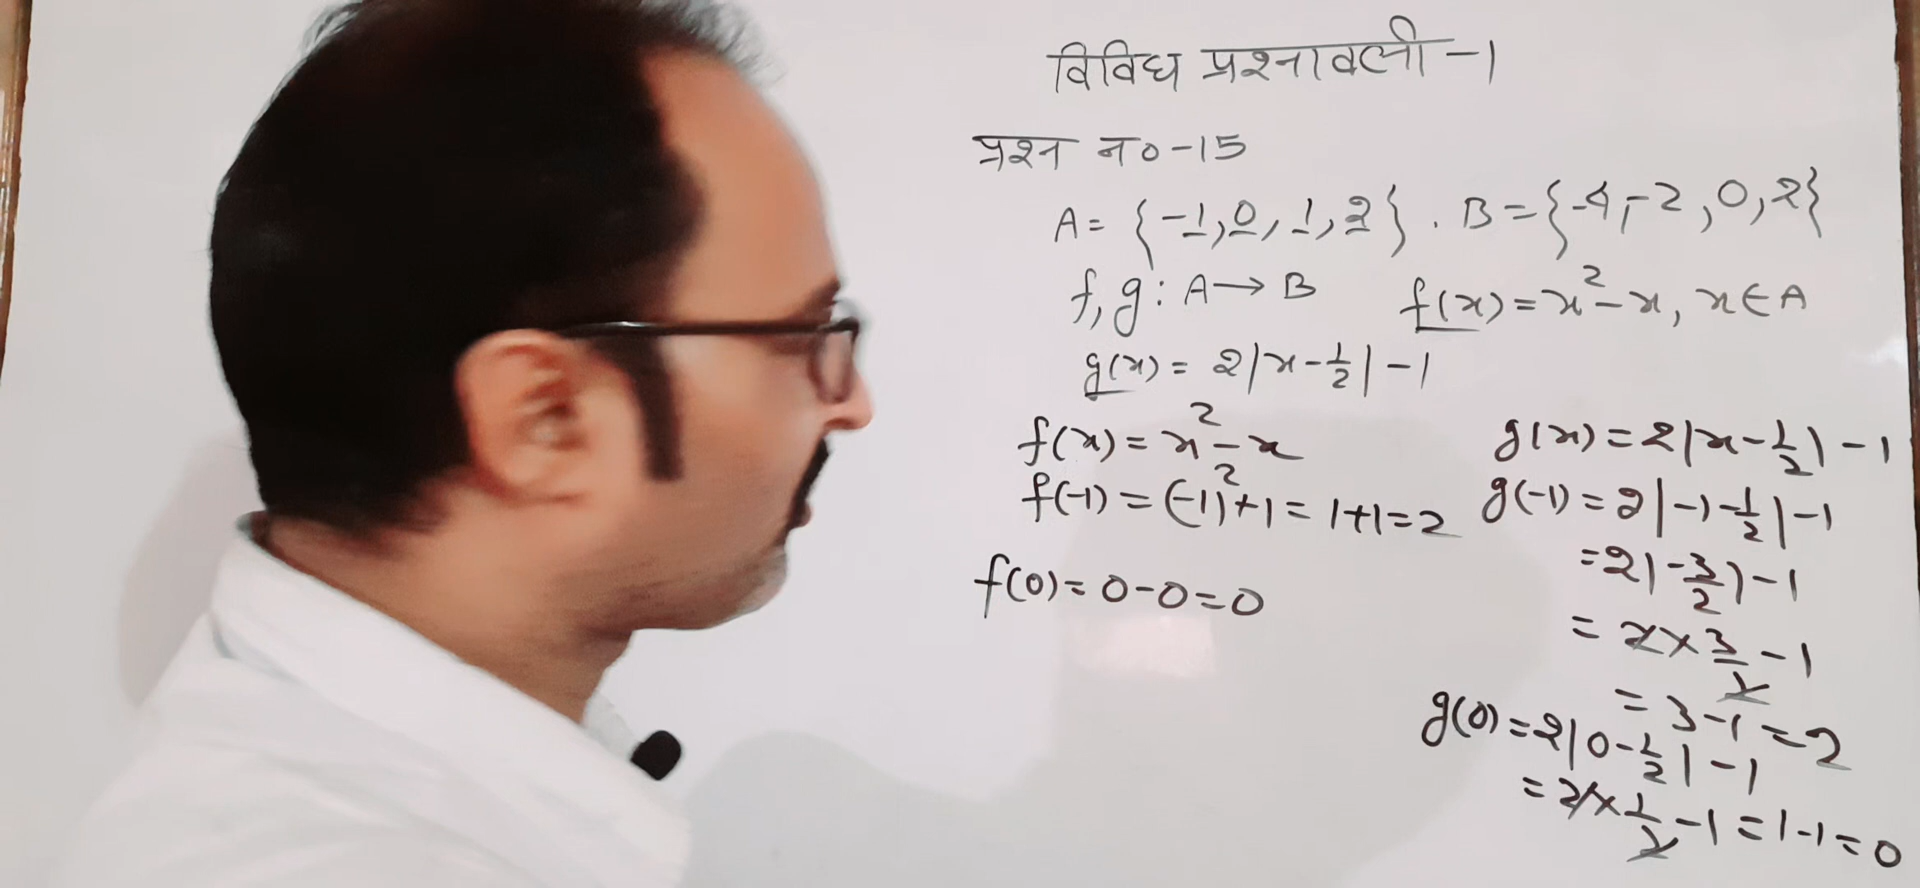 विविध प्रश्नावली-1
प्रश्न न०-15
A = {-1, 0, 1, 2} . B = {-4, -2, 0, 2}
f, g : A → B f(x) = x² - x, x ∈ A
g(x) = 2|x - 1/2| - 1
f(x) = x² - x
f(-1) = (-1)² + 1 = 1+1 = 2
f(0) = 0 - 0 = 0
g(x) = 2|x - 1/2| - 1
g(-1) = 2|-1 - 1/2| - 1
= 2|-3/2| - 1
= 2 × 3/2 - 1
= 3 - 1 = 2
g(0) = 2|0 - 1/2| - 1
= 2 × 1/2 - 1 = 1 - 1 = 0